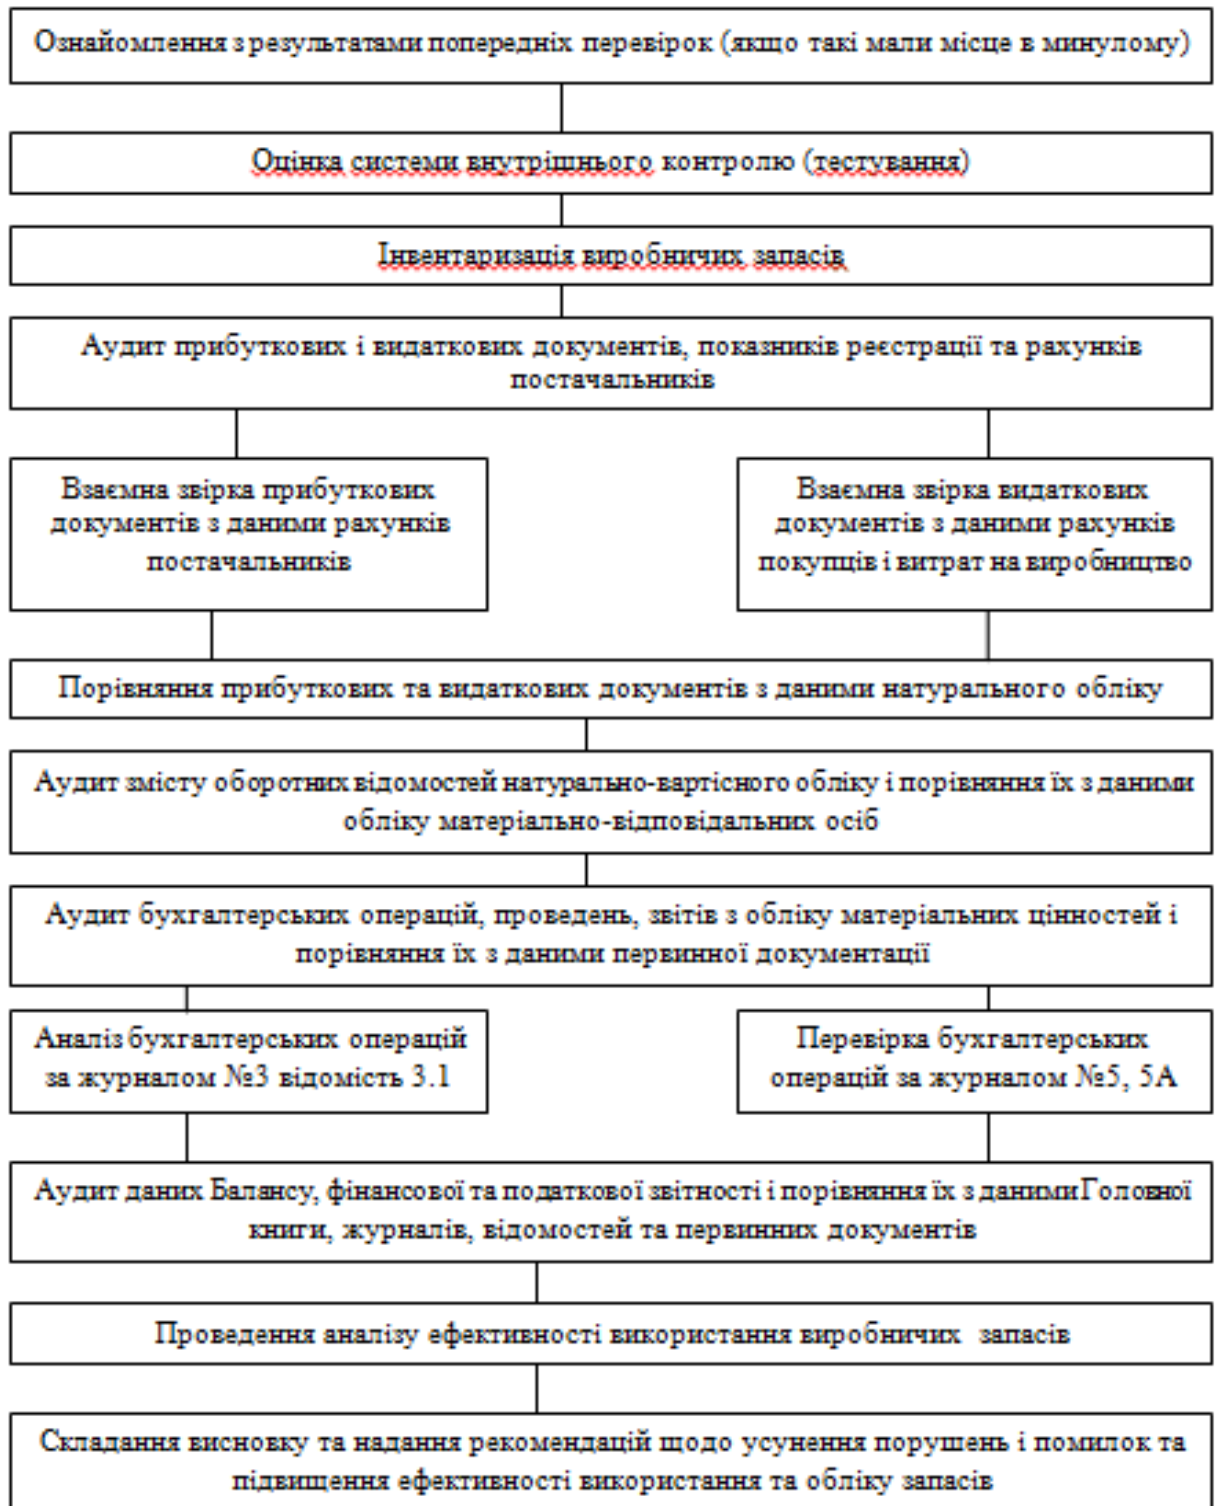 Ознайомлення з результатами попередніх перевірок (якщо такі мали місце в минулому)
Оцінка системи внутрішнього контролю (тестування)
Інвентаризація виробничих запасів
Аудит прибуткових і видаткових документів, показників реєстрації та рахунків
постачальників
Взаємна звірка прибуткових
документів з даними рахунків
постачальників
Взаємна звірка видаткових
документів з даними рахунків
покупців і витрат на виробництво
Порівняння прибуткових та видаткових документів з даними натурального обліку
Аудит змісту оборотних відомостей натурально-вартісного обліку і порівняння їх з даними
обліку матеріально-відповідальних осіб
Аудит бухгалтерських операцій, проведень, звітів з обліку матеріальних цінностей і
порівняння їх з даними первинної документації
Аналіз бухгалтерських операцій
за журналом №3 відомість 3.1
Перевірка бухгалтерських
операцій за журналом №5, 5А
Аудит даних Балансу, фінансової та податкової звітності і порівняння їх з даними Головної
книги, журналів, відомостей та первинних документів
Проведення аналізу ефективності використання виробничих запасів
Складання висновку та надання рекомендацій щодо усунення порушень і помилок та
підвищення ефективності використання та обліку запасів